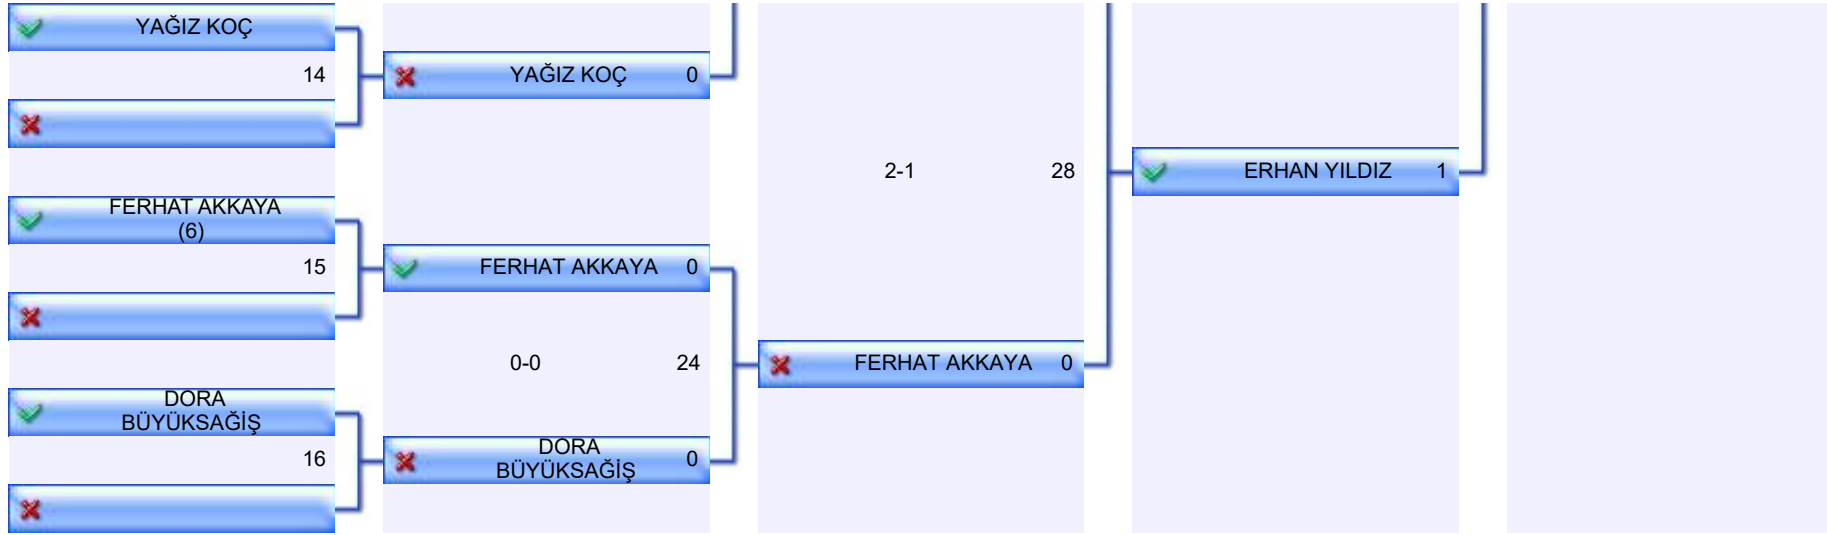 YAĞIZ KOÇ
14
YAĞIZ KOÇ 0
2-1 28
ERHAN YILDIZ 1
FERHAT AKKAYA
(6)
15
FERHAT AKKAYA 0
0-0 24
FERHAT AKKAYA 0
DORA
BÜYÜKSAĞİŞ
16
DORA
BÜYÜKSAĞİŞ 0